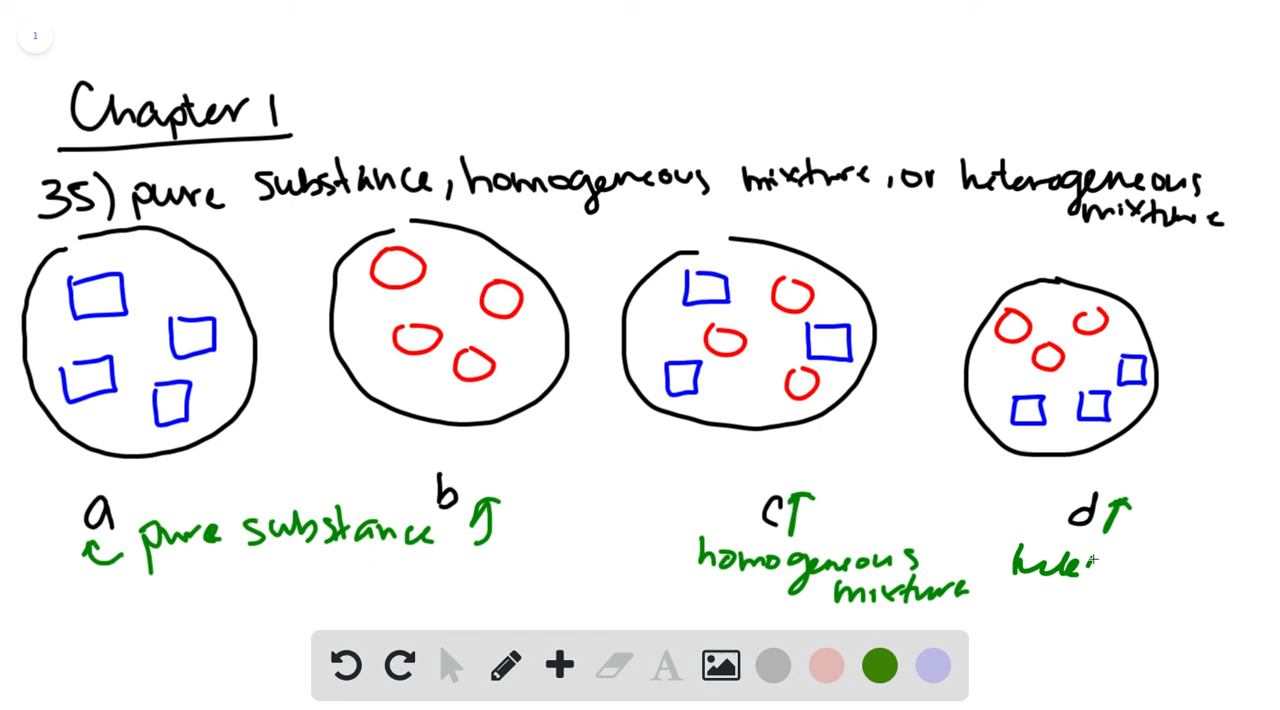 1
Chapter 1
35) pure substance, homogeneous mixture, or heterogeneous
mixture
a
b
c
d
pure substance
homogeneous
mixture
A